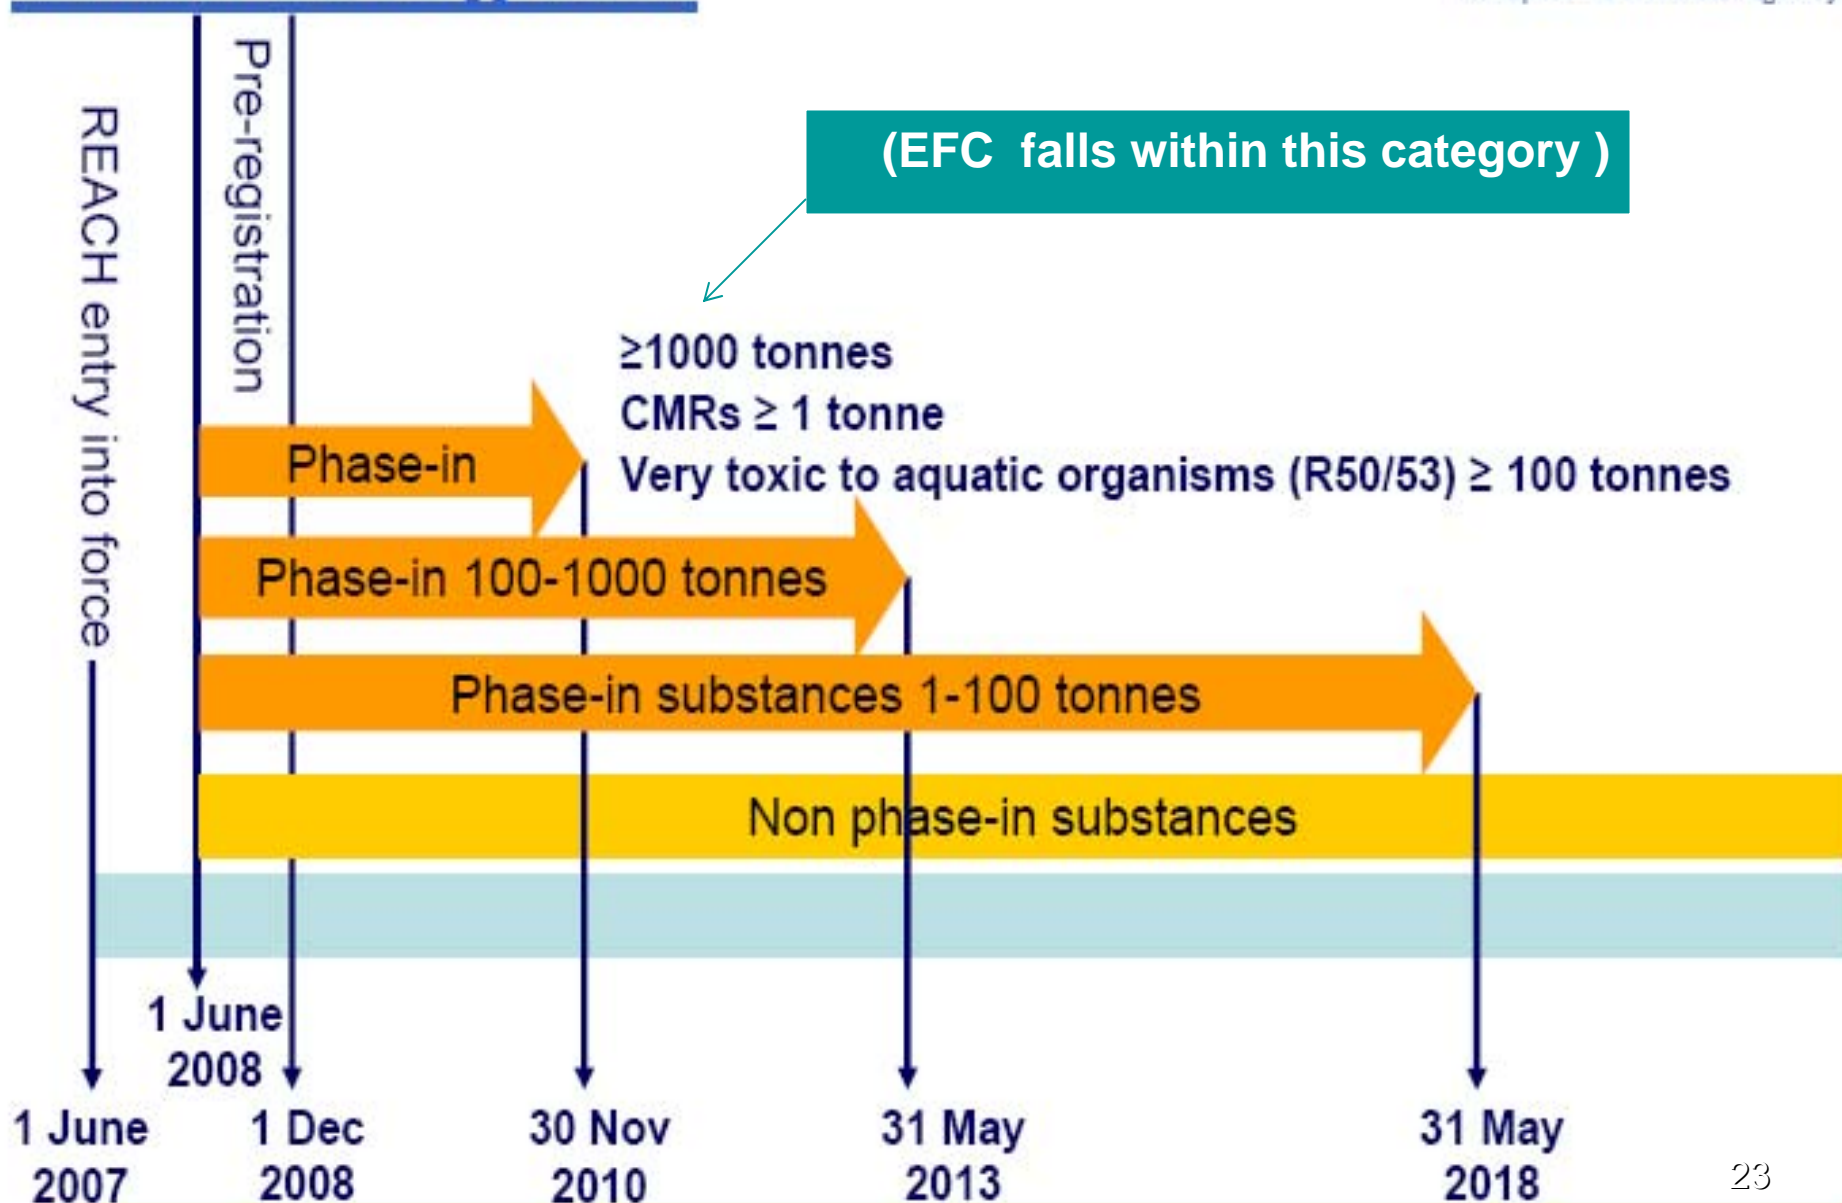 REACH entry into force
Pre-registration
(EFC falls within this category )
≥1000 tonnes
CMRs ≥ 1 tonne
Very toxic to aquatic organisms (R50/53) ≥ 100 tonnes
Phase-in
Phase-in 100-1000 tonnes
Phase-in substances 1-100 tonnes
Non phase-in substances
1 June
2008
1 June
2007
1 Dec
2008
30 Nov
2010
31 May
2013
31 May
2018
23